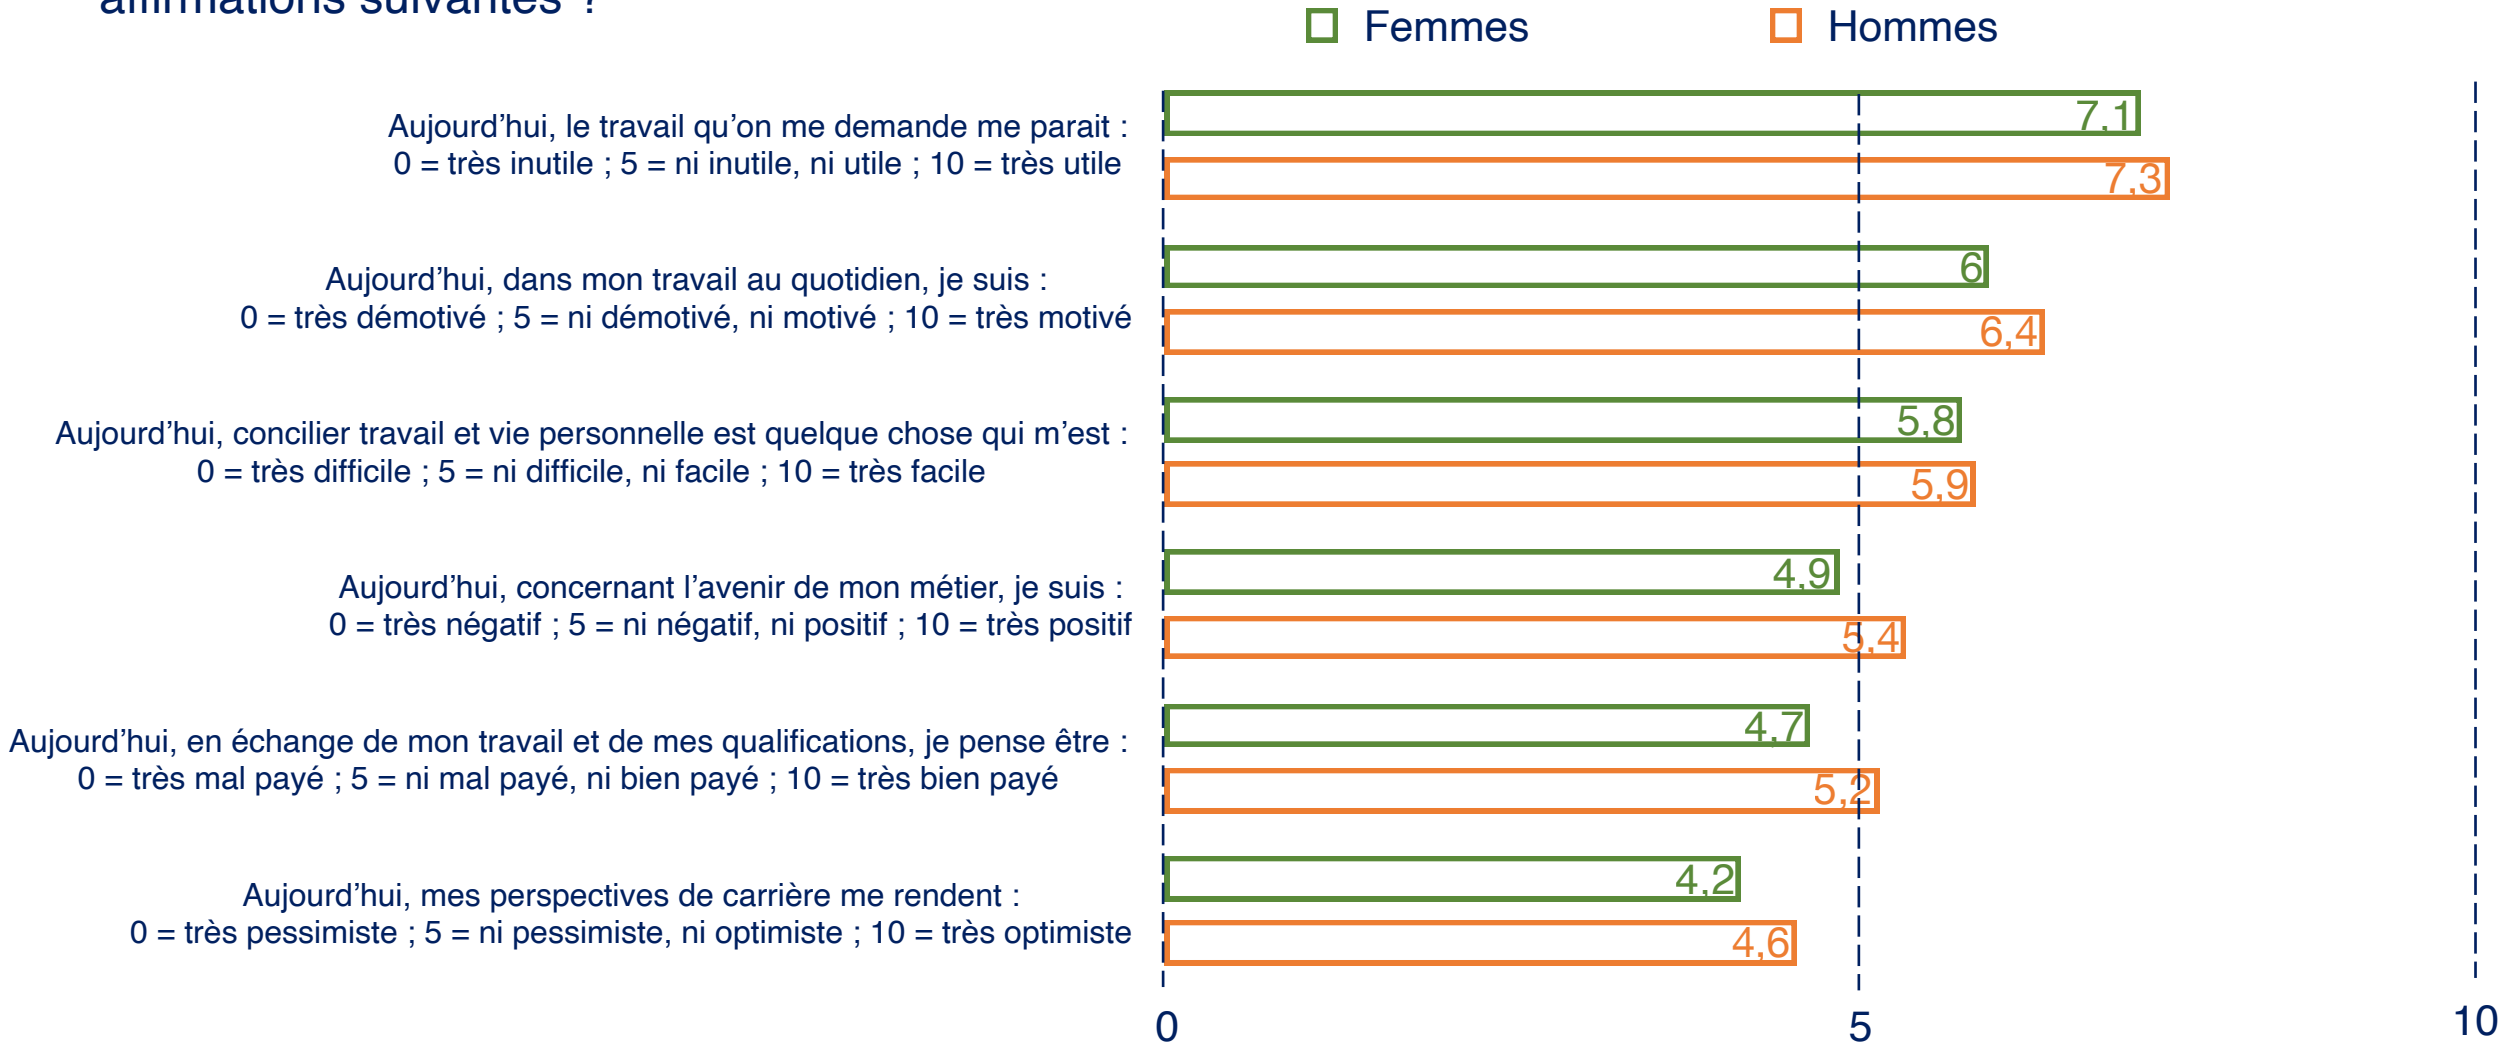 affirmations suivantes ?
Femmes
Hommes
Aujourd’hui, le travail qu’on me demande me parait :
0 = très inutile ; 5 = ni inutile, ni utile ; 10 = très utile
7,1
7,3
Aujourd’hui, dans mon travail au quotidien, je suis :
0 = très démotivé ; 5 = ni démotivé, ni motivé ; 10 = très motivé
6
6,4
Aujourd’hui, concilier travail et vie personnelle est quelque chose qui m’est :
0 = très difficile ; 5 = ni difficile, ni facile ; 10 = très facile
5,8
5,9
Aujourd’hui, concernant l’avenir de mon métier, je suis :
0 = très négatif ; 5 = ni négatif, ni positif ; 10 = très positif
4,9
5,4
Aujourd’hui, en échange de mon travail et de mes qualifications, je pense être :
0 = très mal payé ; 5 = ni mal payé, ni bien payé ; 10 = très bien payé
4,7
5,2
Aujourd’hui, mes perspectives de carrière me rendent :
0 = très pessimiste ; 5 = ni pessimiste, ni optimiste ; 10 = très optimiste
4,2
4,6
0
5
10